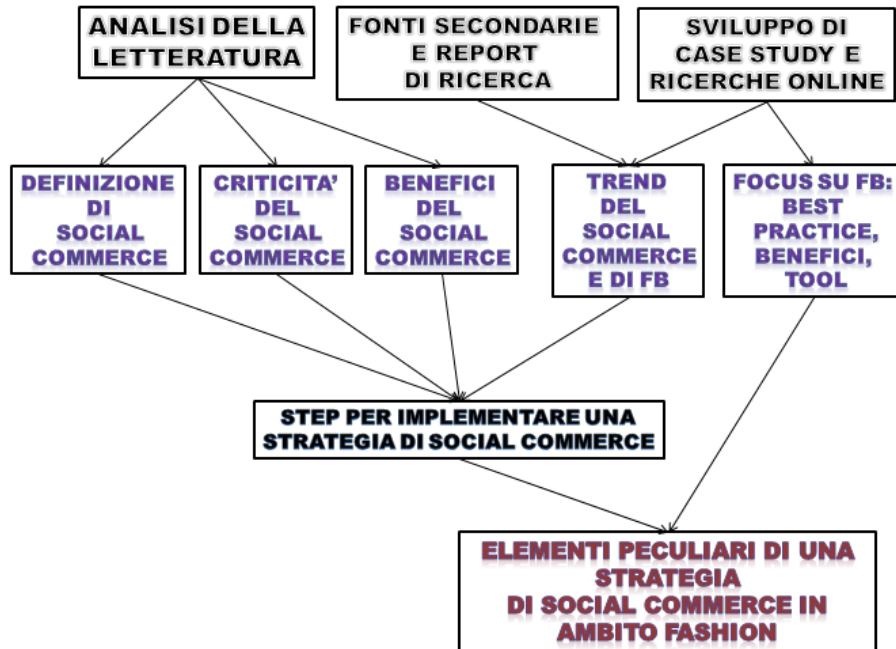 ANALISI DELLA
LETTERATURA
FONTI SECONDARIE
E REPORT
DI RICERCA
SVILUPPO DI
CASE STUDY E
RICERCHE ONLINE
DEFINIZIONE
DI
SOCIAL
COMMERCE
CRITICITA’
DEL
SOCIAL
COMMERCE
BENEFICI
DEL
SOCIAL
COMMERCE
TREND
DEL
SOCIAL
COMMERCE
E DI FB
FOCUS SU FB:
BEST
PRACTICE,
BENEFICI,
TOOL
STEP PER IMPLEMENTARE UNA
STRATEGIA DI SOCIAL COMMERCE
ELEMENTI PECULIARI DI UNA
STRATEGIA
DI SOCIAL COMMERCE IN
AMBITO FASHION